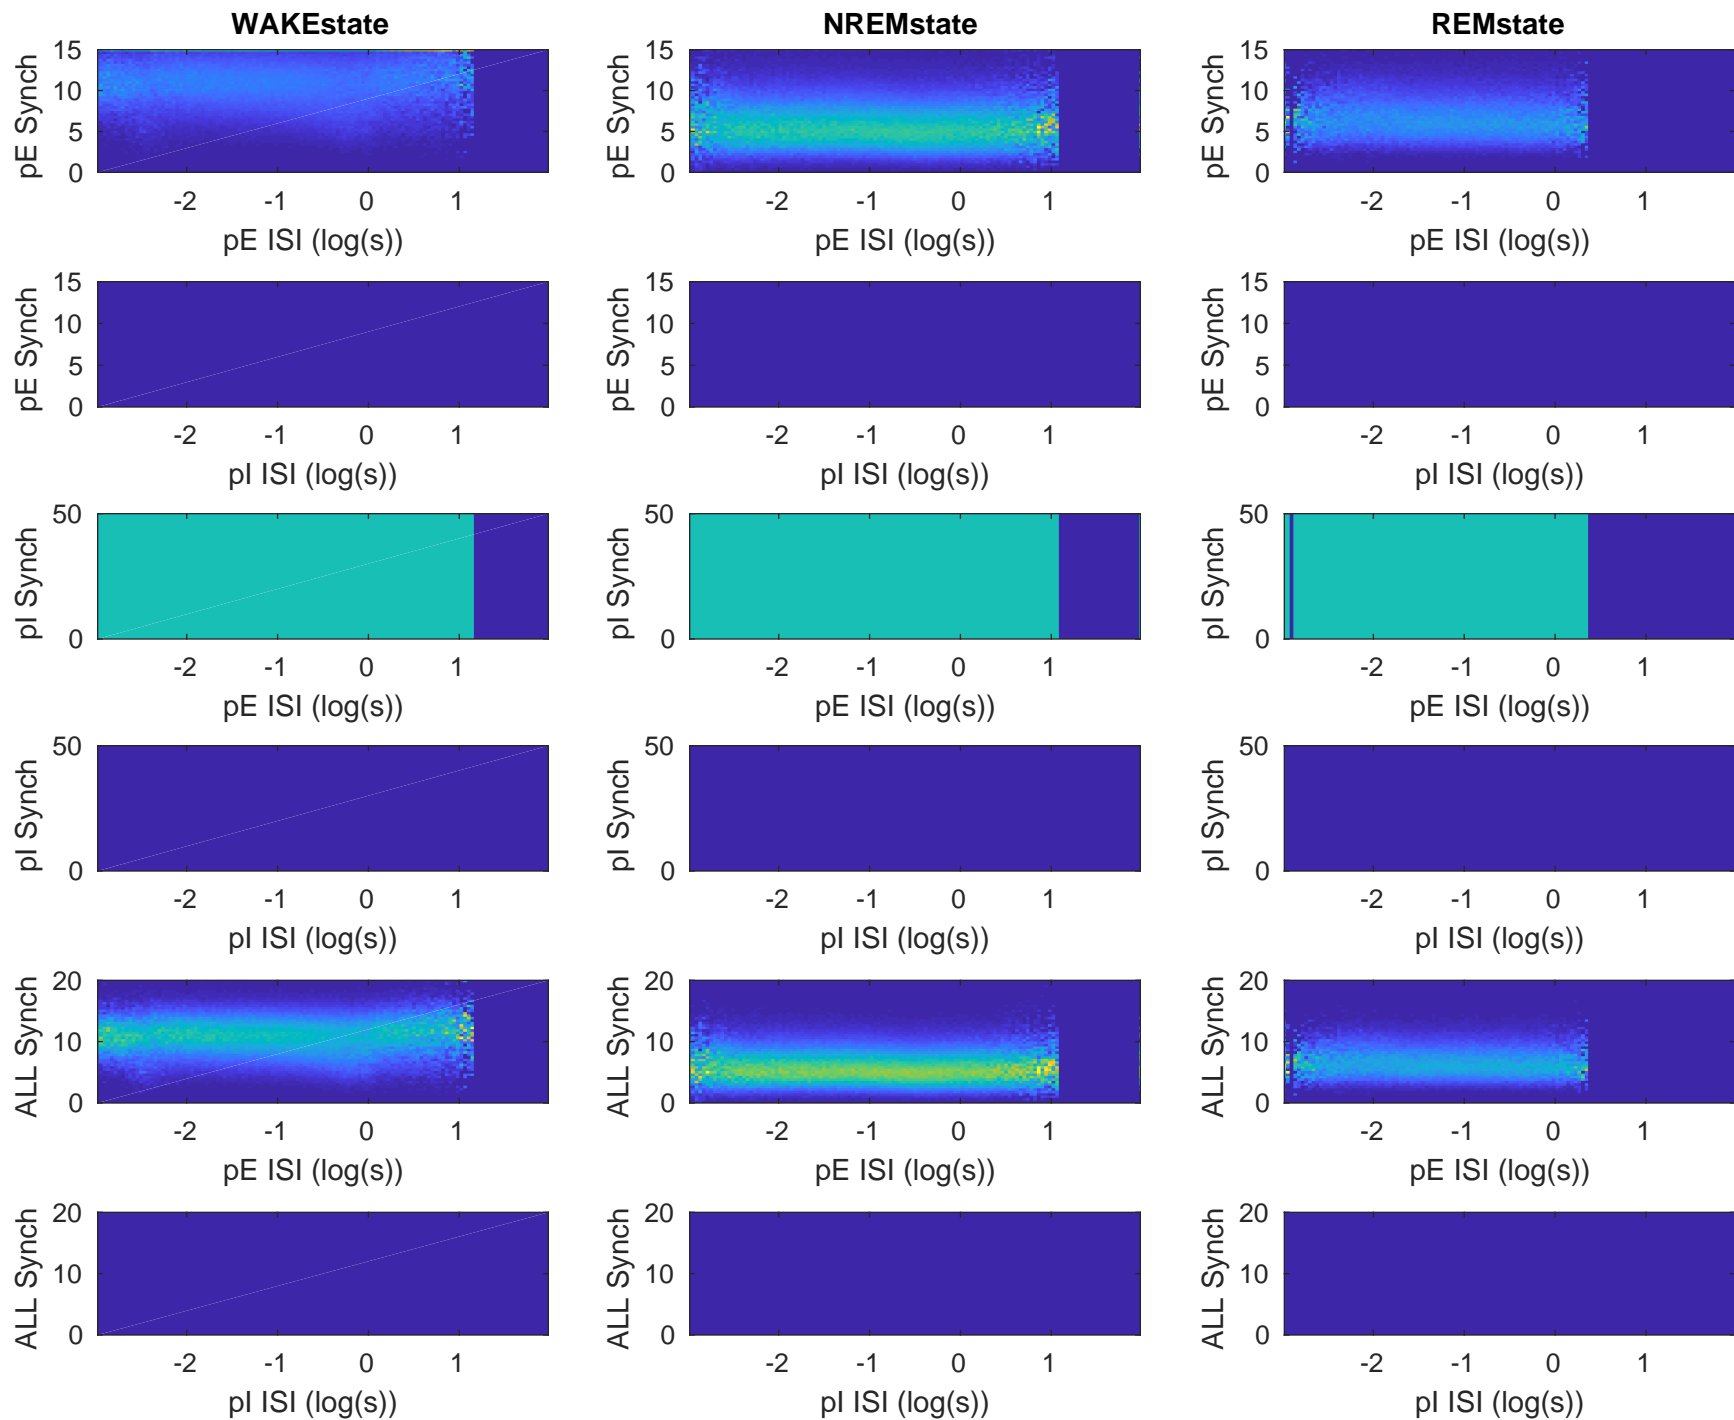 WAKEstate NREMstate REMstate
15 15 15
10 10 10
5 5 5
0 0 0
pE Synch pE Synch pE Synch
-2 -1 0 1 -2 -1 0 1 -2 -1 0 1
pE ISI (log(s)) pE ISI (log(s)) pE ISI (log(s))
15 15 15
10 10 10
5 5 5
0 0 0
pE Synch pE Synch pE Synch
-2 -1 0 1 -2 -1 0 1 -2 -1 0 1
pI ISI (log(s)) pI ISI (log(s)) pI ISI (log(s))
50 50 50
0 0 0
pI Synch pI Synch pI Synch
-2 -1 0 1 -2 -1 0 1 -2 -1 0 1
pE ISI (log(s)) pE ISI (log(s)) pE ISI (log(s))
50 50 50
0 0 0
pI Synch pI Synch pI Synch
-2 -1 0 1 -2 -1 0 1 -2 -1 0 1
pI ISI (log(s)) pI ISI (log(s)) pI ISI (log(s))
20 20 20
10 10 10
0 0 0
ALL Synch ALL Synch ALL Synch
-2 -1 0 1 -2 -1 0 1 -2 -1 0 1
pE ISI (log(s)) pE ISI (log(s)) pE ISI (log(s))
20 20 20
10 10 10
0 0 0
ALL Synch ALL Synch ALL Synch
-2 -1 0 1 -2 -1 0 1 -2 -1 0 1
pI ISI (log(s)) pI ISI (log(s)) pI ISI (log(s))